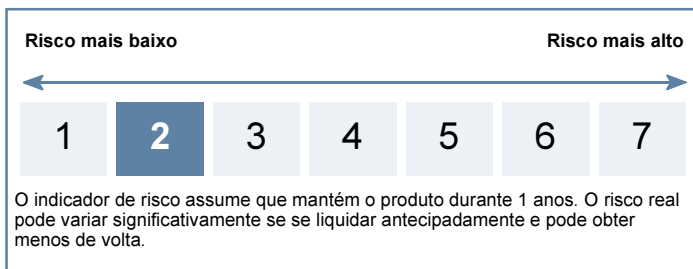 Risco mais baixo Risco mais alto
1 2 3 4 5 6 7
O indicador de risco assume que mantém o produto durante 1 anos. O risco real
pode variar significativamente se se liquidar antecipadamente e pode obter
menos de volta.